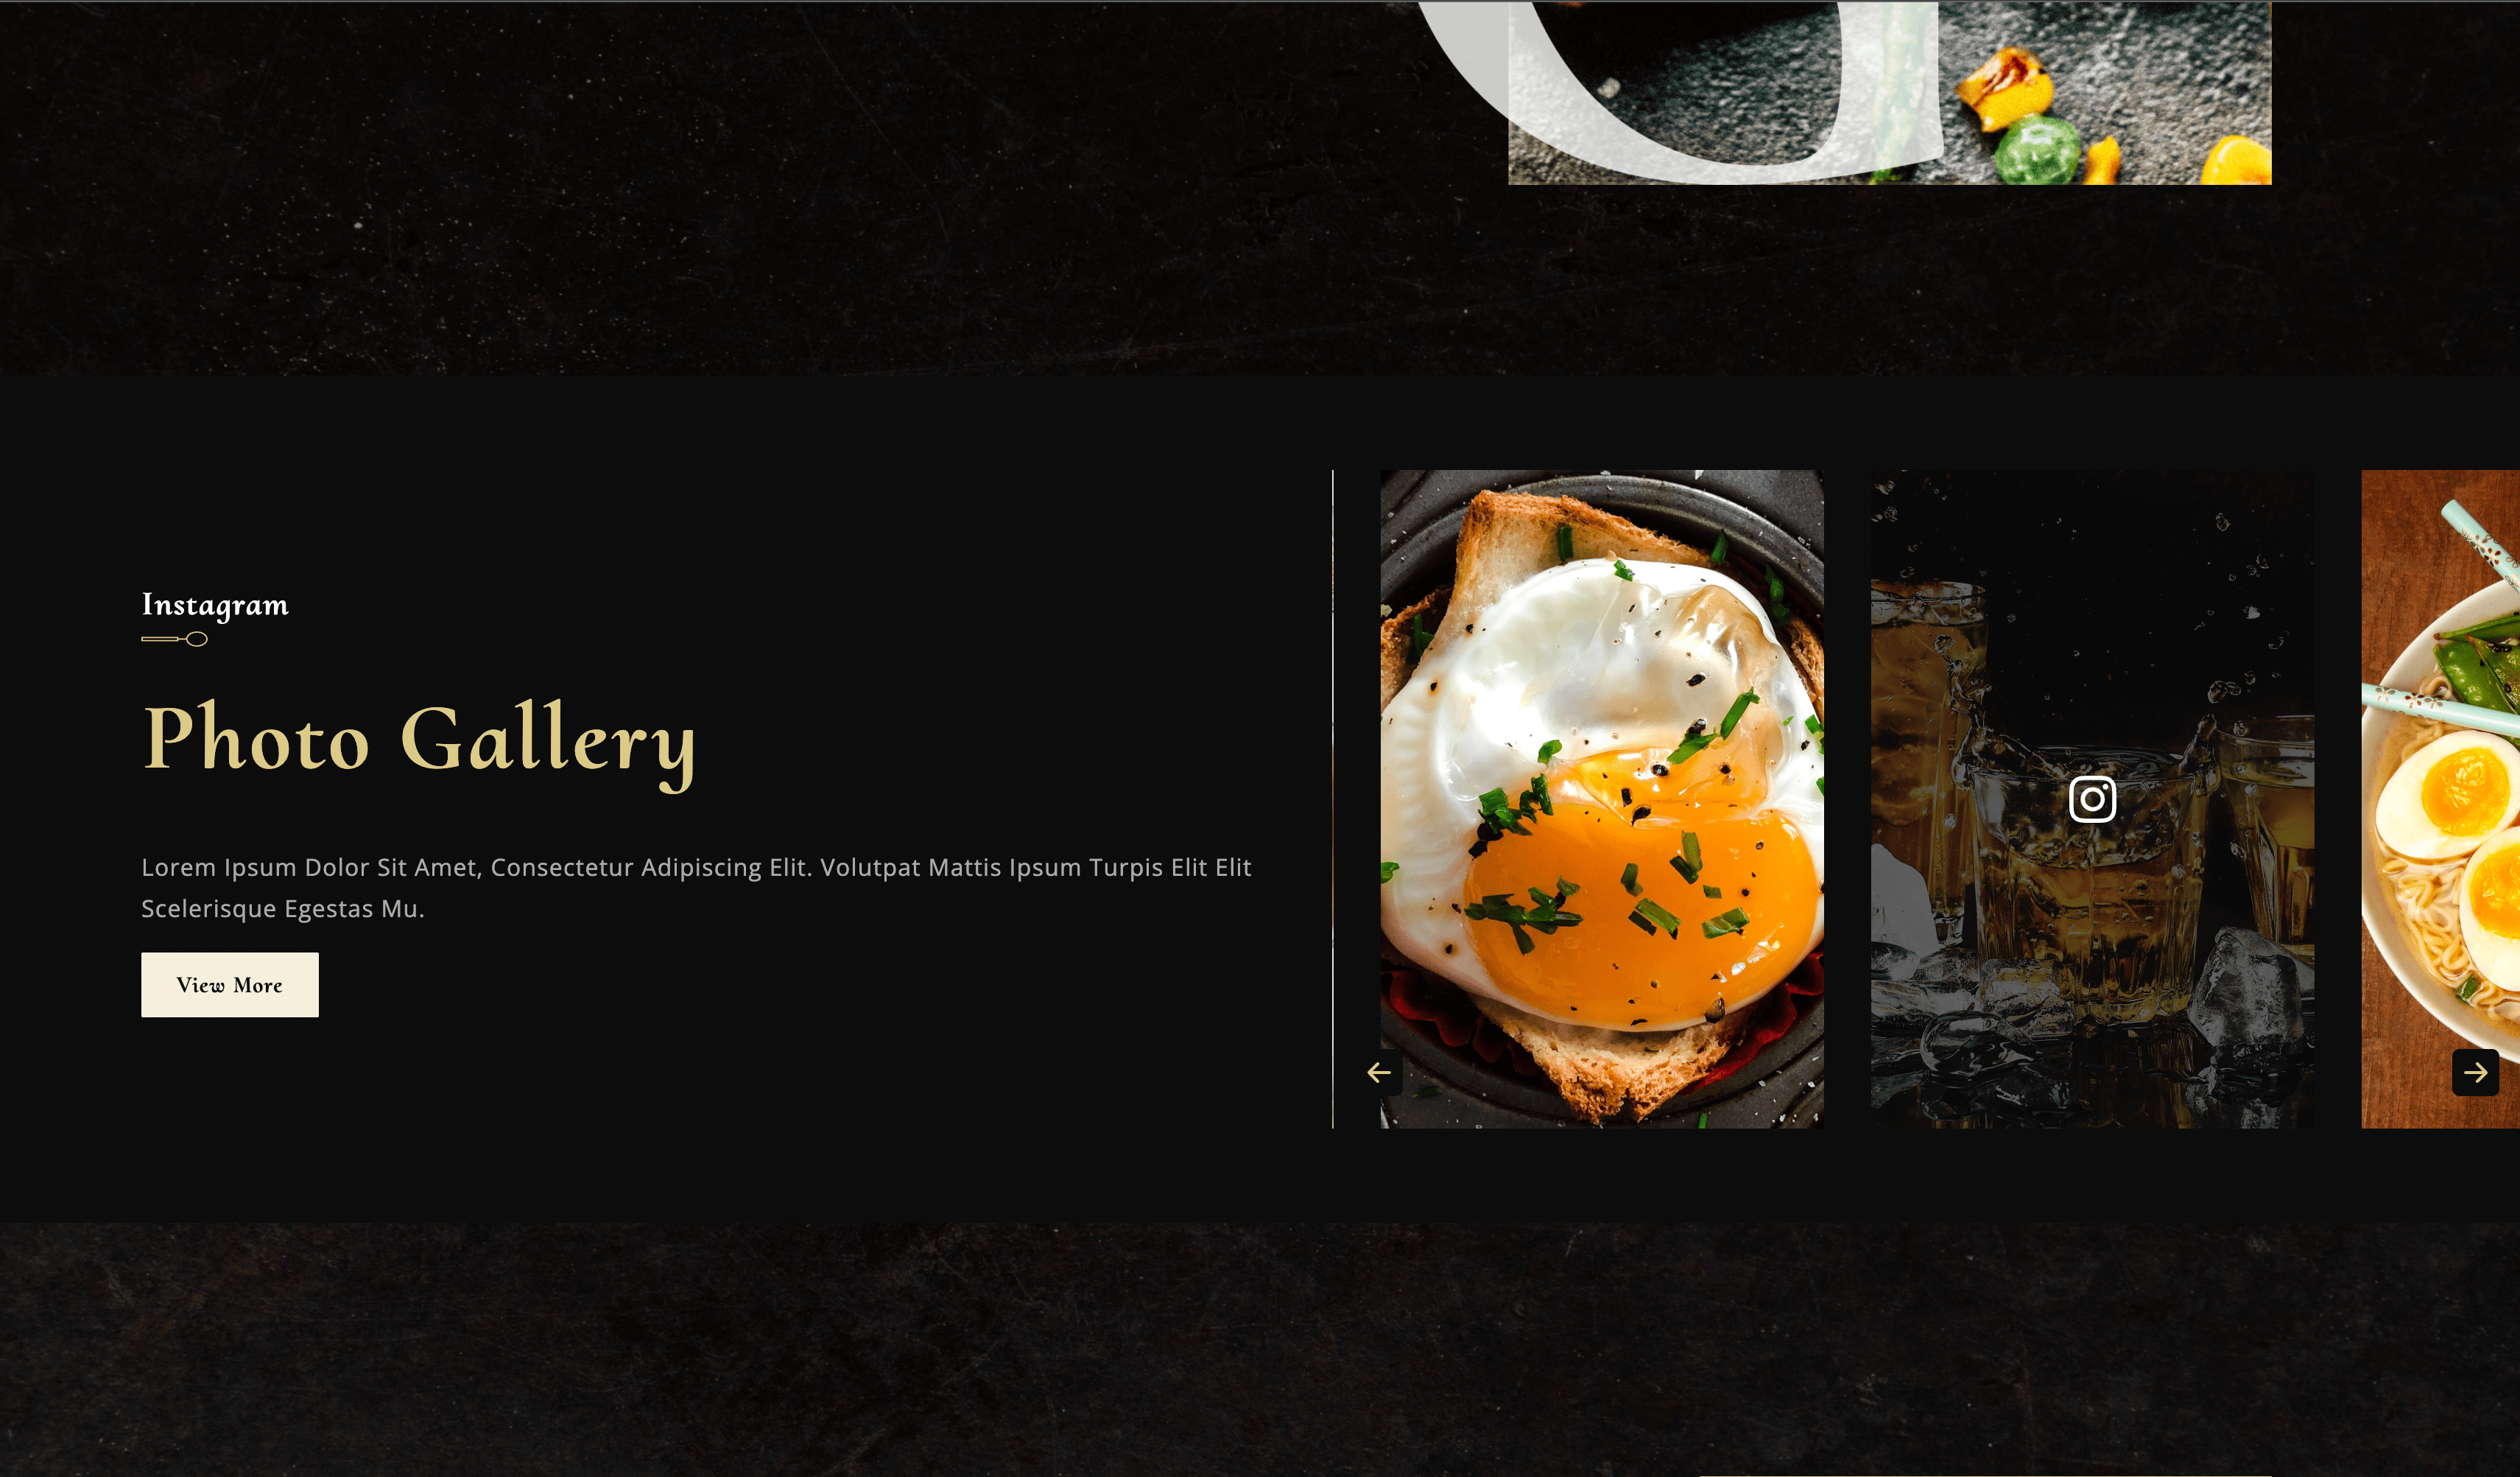 G
Instagram
Photo Gallery
Lorem Ipsum Dolor Sit Amet, Consectetur Adipiscing Elit. Volutpat Mattis Ipsum Turpis Elit Elit
Scelerisque Egestas Mu.
View More